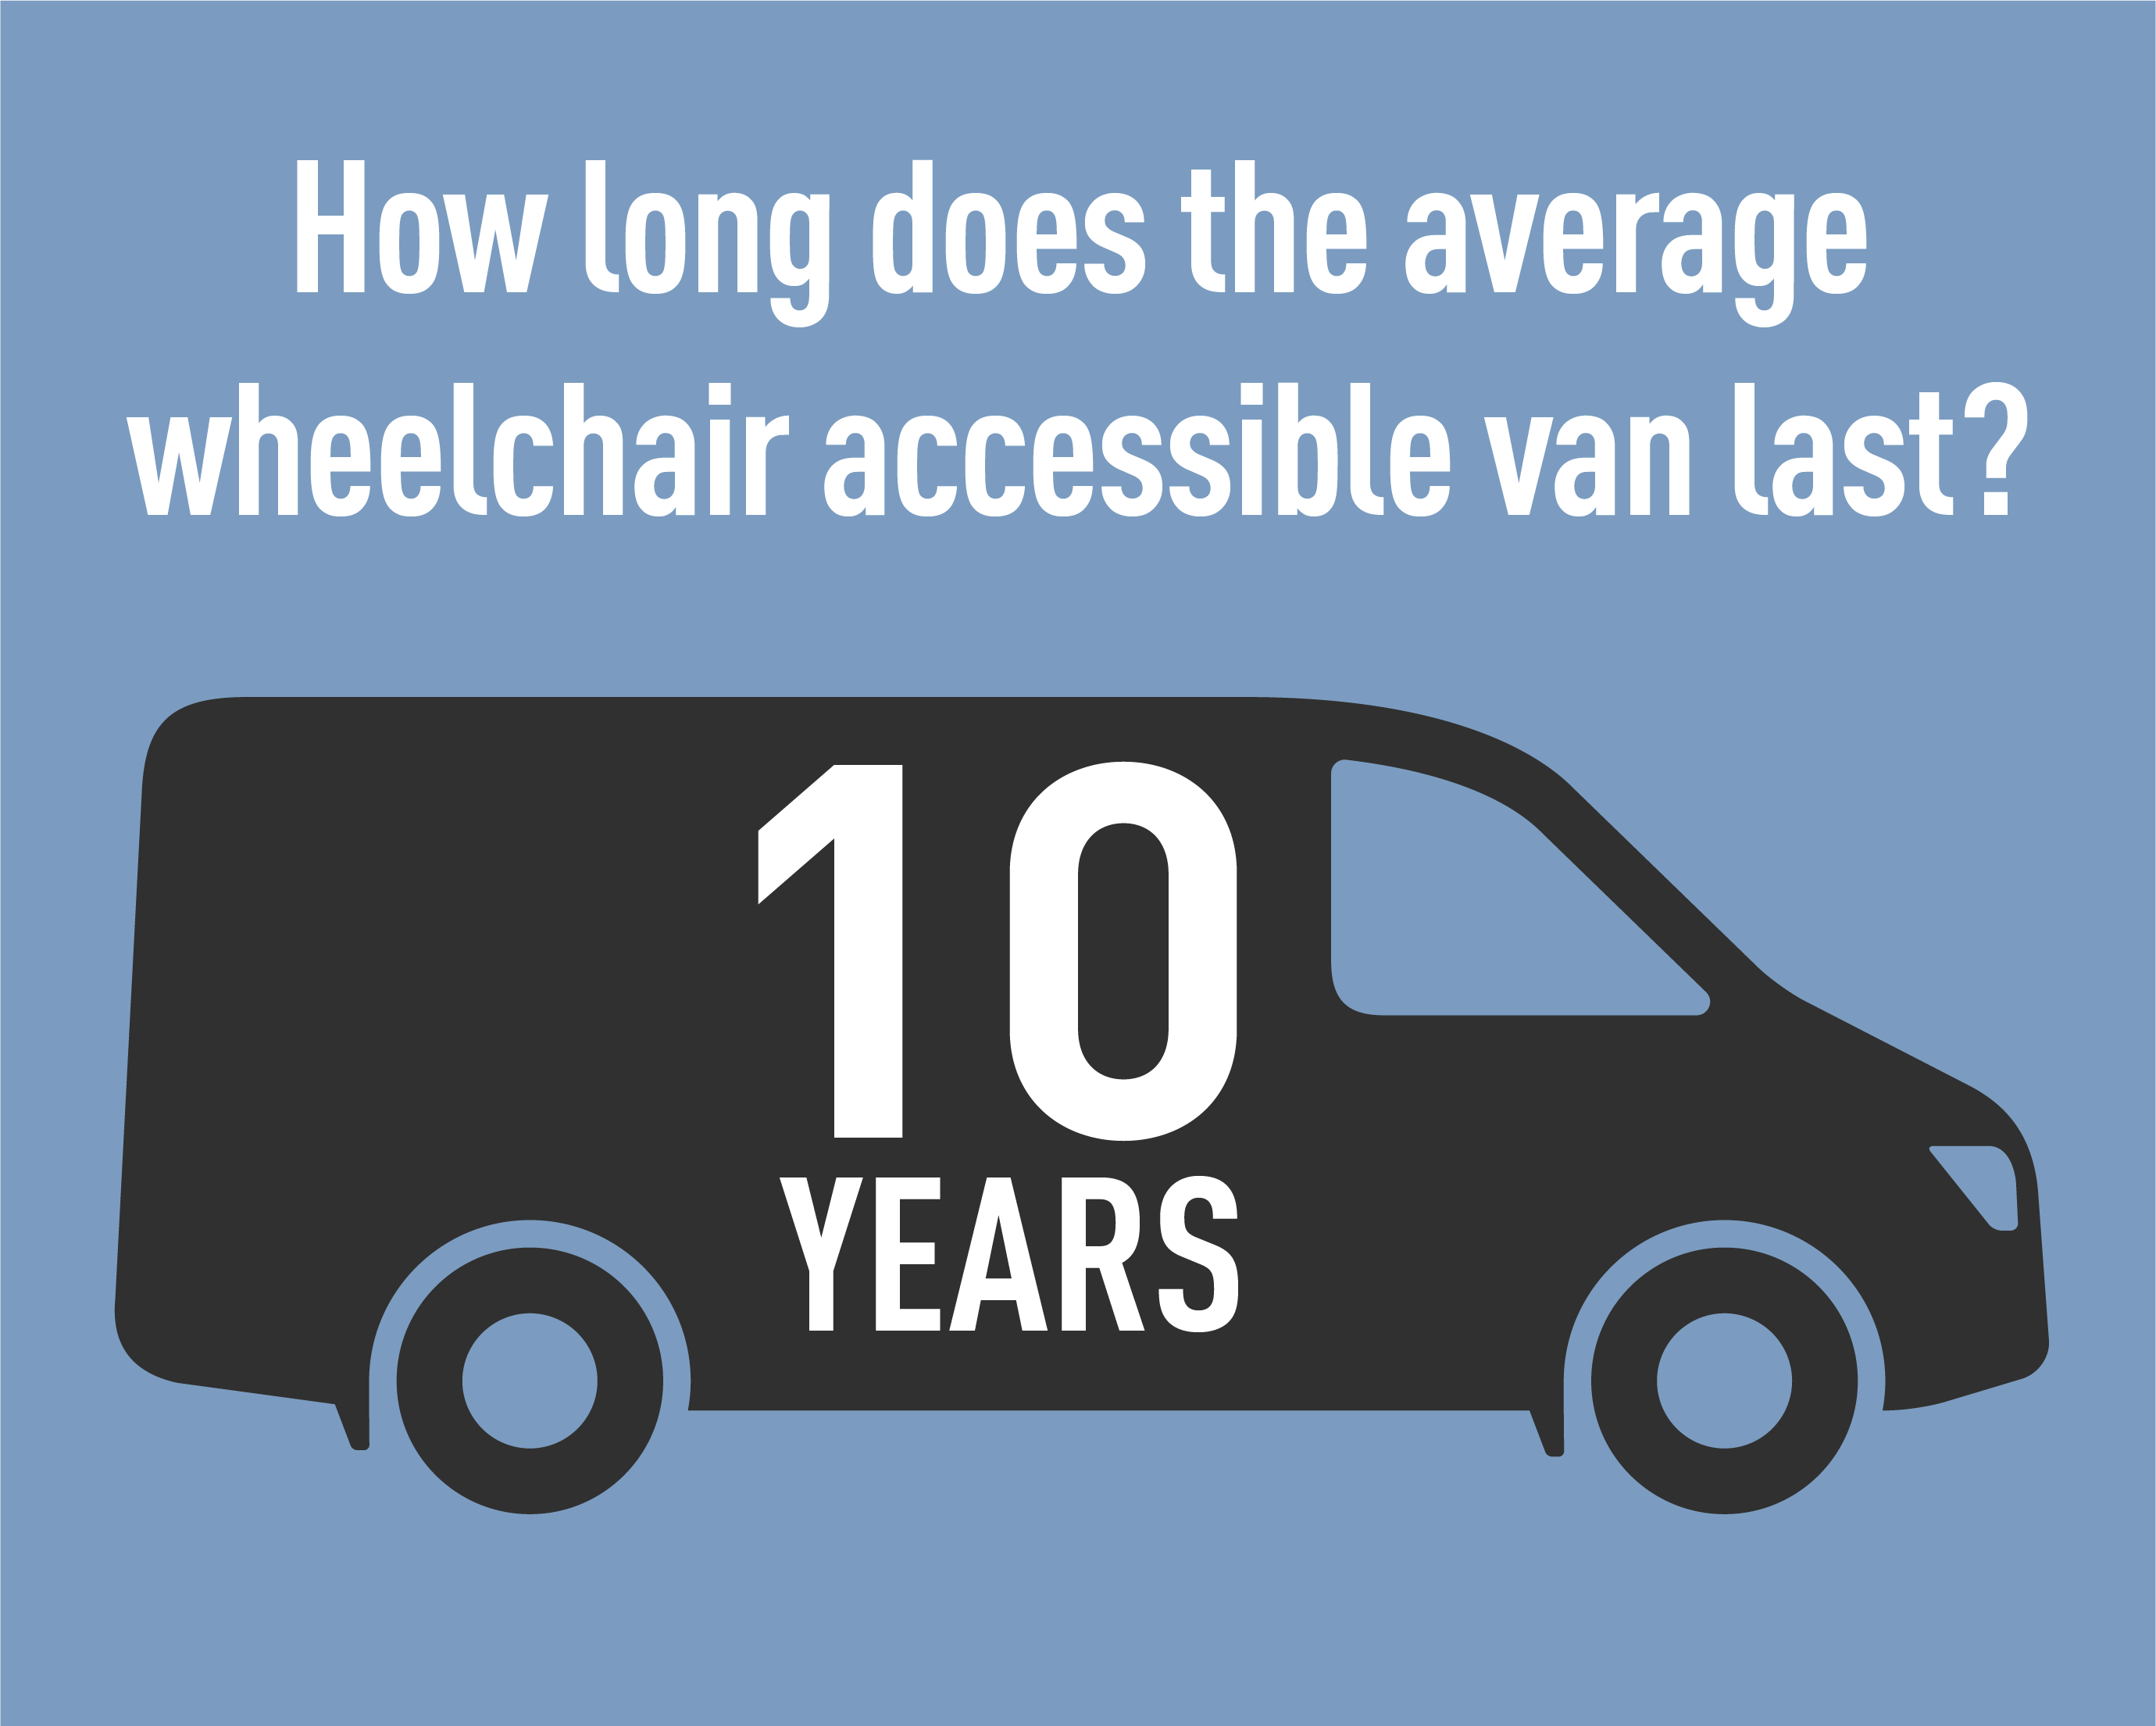 How long does the average
wheelchair accessible van last?
10
YEARS